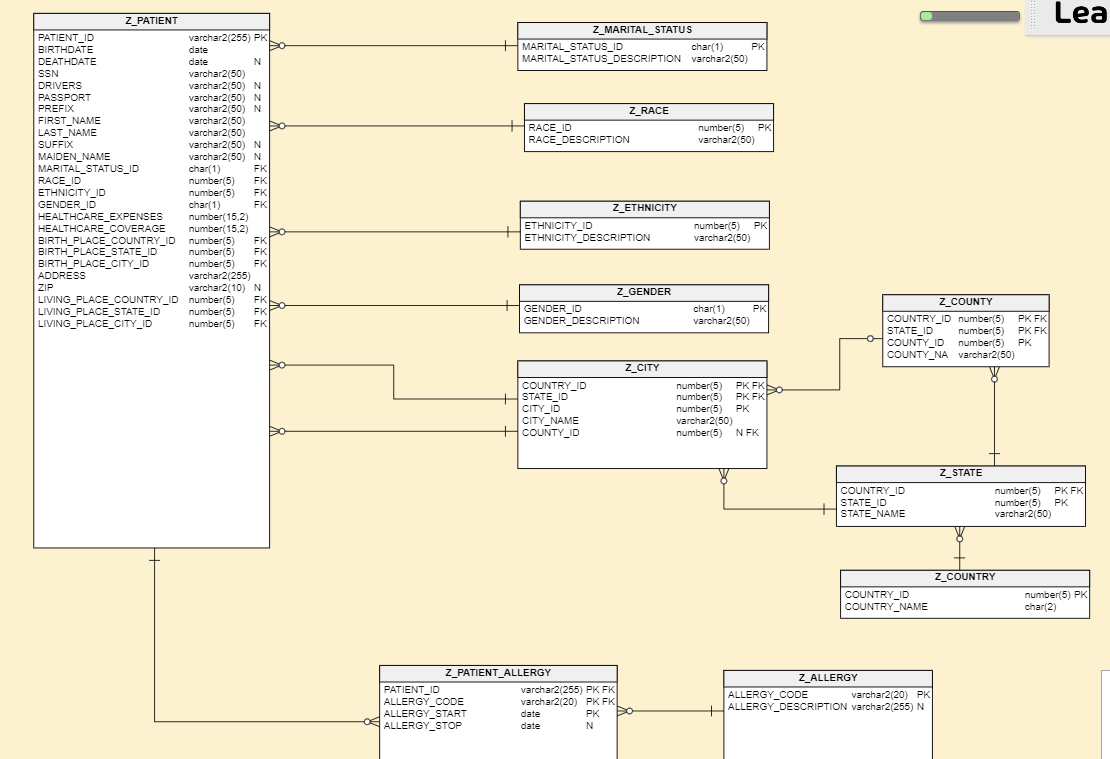 Lea
Z_PATIENT
PATIENT_ID varchar2(255) PK
BIRTHDATE date
DEATHDATE date N
SSN varchar2(50)
DRIVERS varchar2(50) N
PASSPORT varchar2(50) N
PREFIX varchar2(50) N
FIRST_NAME varchar2(50)
LAST_NAME varchar2(50)
SUFFIX varchar2(50) N
MAIDEN_NAME varchar2(50) N
MARITAL_STATUS_ID char(1) FK
RACE_ID number(5) FK
ETHNICITY_ID number(5) FK
GENDER_ID char(1) FK
HEALTHCARE_EXPENSES number(15,2)
HEALTHCARE_COVERAGE number(15,2)
BIRTH_PLACE_COUNTRY_ID number(5) FK
BIRTH_PLACE_STATE_ID number(5) FK
BIRTH_PLACE_CITY_ID number(5) FK
ADDRESS varchar2(255)
ZIP varchar2(10) N
LIVING_PLACE_COUNTRY_ID number(5) FK
LIVING_PLACE_STATE_ID number(5) FK
LIVING_PLACE_CITY_ID number(5) FK
Z_MARITAL_STATUS
MARITAL_STATUS_ID char(1) PK
MARITAL_STATUS_DESCRIPTION varchar2(50)
Z_RACE
RACE_ID number(5) PK
RACE_DESCRIPTION varchar2(50)
Z_ETHNICITY
ETHNICITY_ID number(5) PK
ETHNICITY_DESCRIPTION varchar2(50)
Z_GENDER
GENDER_ID char(1) PK
GENDER_DESCRIPTION varchar2(50)
Z_COUNTY
COUNTRY_ID number(5) PK FK
STATE_ID number(5) PK FK
COUNTY_ID number(5) PK
COUNTY_NA varchar2(50)
Z_CITY
COUNTRY_ID number(5) PK FK
STATE_ID number(5) PK FK
CITY_ID number(5) PK
CITY_NAME varchar2(50)
COUNTY_ID number(5) N FK
Z_STATE
COUNTRY_ID number(5) PK FK
STATE_ID number(5) PK
STATE_NAME varchar2(50)
Z_COUNTRY
COUNTRY_ID number(5) PK
COUNTRY_NAME char(2)
Z_PATIENT_ALLERGY
PATIENT_ID varchar2(255) PK FK
ALLERGY_CODE varchar2(20) PK FK
ALLERGY_START date PK
ALLERGY_STOP date N
Z_ALLERGY
ALLERGY_CODE varchar2(20) PK
ALLERGY_DESCRIPTION varchar2(255) N